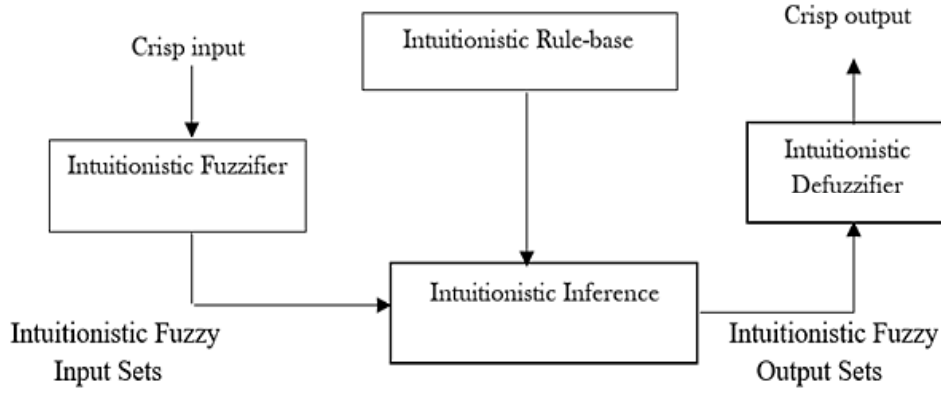 Crisp input
Intuitionistic Rule-base
Crisp output
Intuitionistic Fuzzifier
Intuitionistic
Defuzzifier
Intuitionistic Inference
Intuitionistic Fuzzy
Input Sets
Intuitionistic Fuzzy
Output Sets